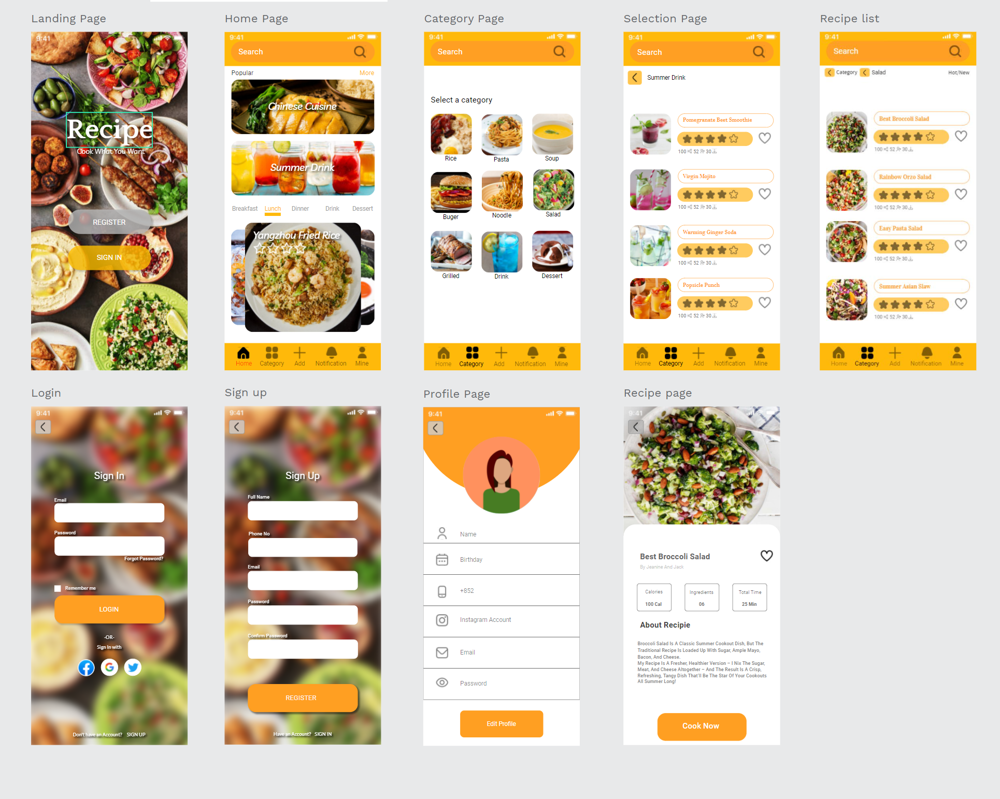 Landing Page
9:41
Recipe
Cook What You Want
REGISTER
SIGN IN
Home Page
9:41
Search
Popular More
Chinese Cuisine
Summer Drink
Breakfast Lunch Dinner Drink Dessert
Yangzhou Fried Rice
Home Category Add Notification Mine
Category Page
9:41
Search
Select a category
Rice Pasta Soup
Buger Noodle Salad
Grilled Drink Dessert
Home Category Add Notification Mine
Selection Page
9:41
Search
Summer Drink
Pomegranate Beet Smoothie
100 52 30
Virgin Mojito
100 52 30
Warming Ginger Soda
100 52 30
Popsicle Punch
100 52 30
Home Category Add Notification Mine
Recipe list
9:41
Search
Category Salad Hot/New
Best Broccoli Salad
100 52 30
Rainbow Orzo Salad
100 52 30
Easy Pasta Salad
100 52 30
Summer Asian Slaw
100 52 30
Home Category Add Notification Mine
Login
9:41
Sign In
Email
Password
Forgot Password?
Remember me
LOGIN
-OR-
Sign In with
Don't have an Account? SIGN UP
Sign up
9:41
Sign Up
Full Name
Phone No
Email
Password
Confirm Password
REGISTER
Have an Account? SIGN IN
Profile Page
9:41
Name
Birthday
+852
Instagram Account
Email
Password
Edit Profile
Recipe page
9:41
Best Broccoli Salad
By Jeanine And Jack
Calories Ingredients Total Time
100 Cal 06 25 Min
About Recipie
Broccoli Salad Is A Classic Summer Cookout Dish, But The
Traditional Recipe Is Loaded Up With Sugar, Ample Mayo,
Bacon, And Cheese.
My Recipe Is A Fresher, Healthier Version – I Nix The Sugar,
Meat, And Cheese Altogether – And The Result Is A Crisp,
Refreshing, Tangy Dish That'll Be The Star Of Your Cookouts
All Summer Long!
Cook Now